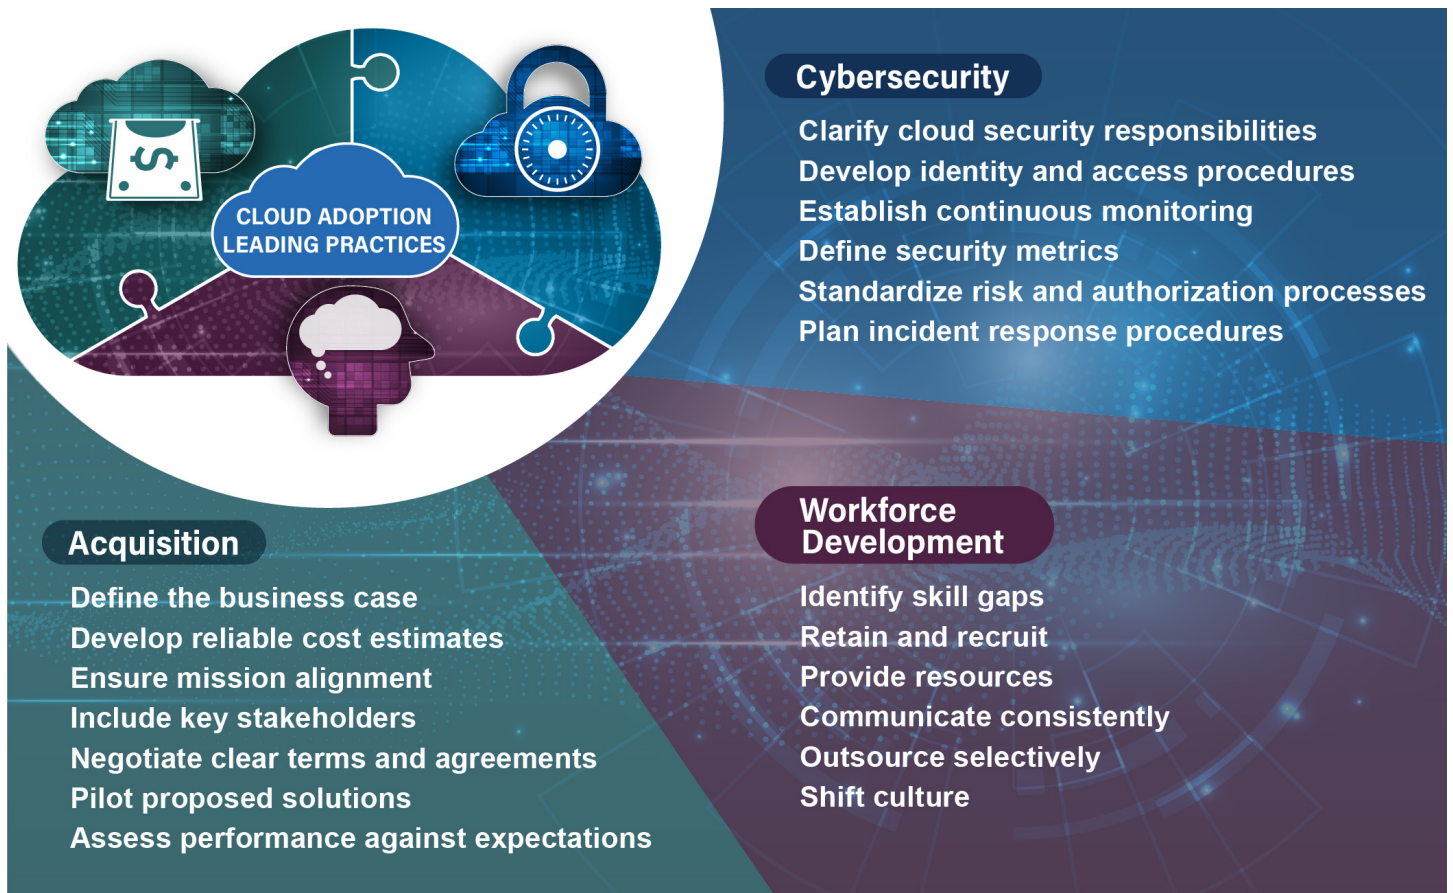 CLOUD ADOPTION
LEADING PRACTICES
Cybersecurity
Clarify cloud security responsibilities
Develop identity and access procedures
Establish continuous monitoring
Define security metrics
Standardize risk and authorization processes
Plan incident response procedures
Acquisition
Define the business case
Develop reliable cost estimates
Ensure mission alignment
Include key stakeholders
Negotiate clear terms and agreements
Pilot proposed solutions
Assess performance against expectations
Workforce
Development
Identify skill gaps
Retain and recruit
Provide resources
Communicate consistently
Outsource selectively
Shift culture